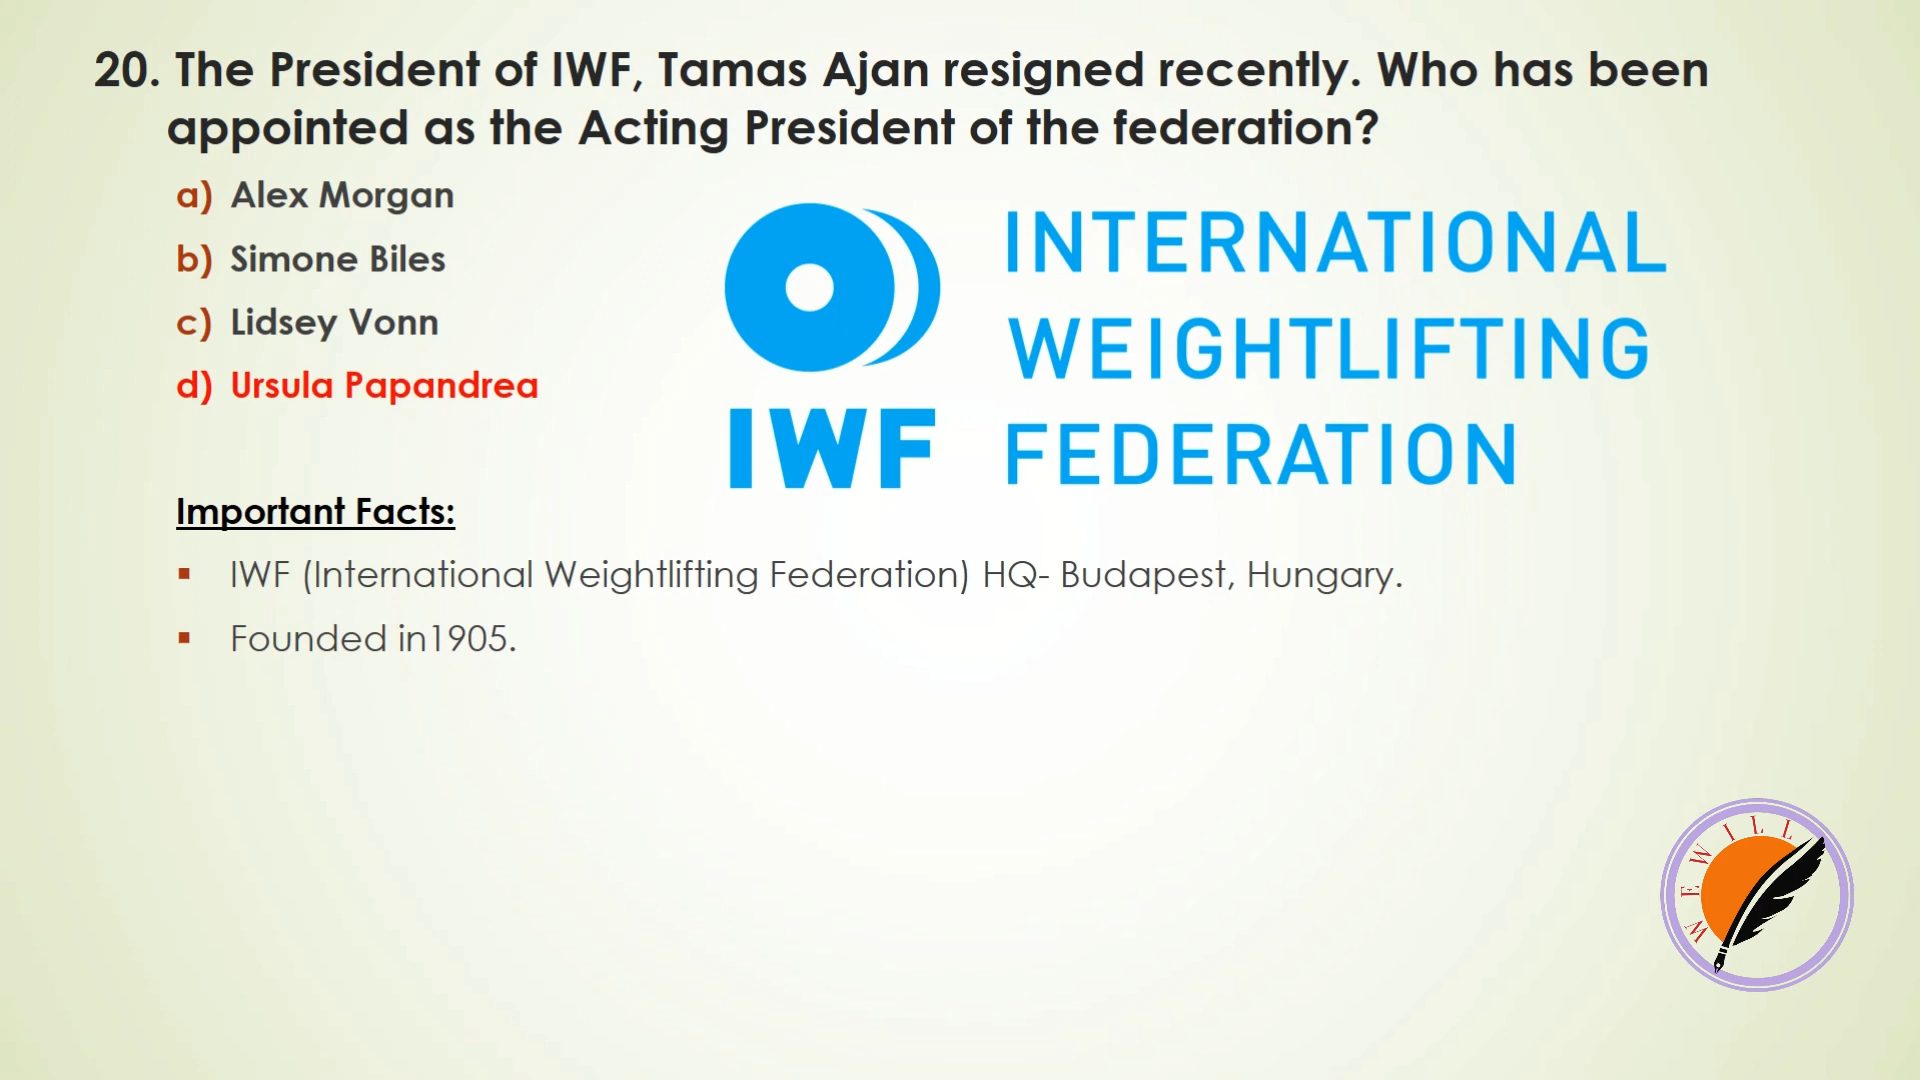 20. The President of IWF, Tamas Ajan resigned recently. Who has been
appointed as the Acting President of the federation?
a) Alex Morgan
b) Simone Biles
c) Lidsey Vonn
d) Ursula Papandrea
INTERNATIONAL
WEIGHTLIFTING
FEDERATION
IWF
Important Facts:
▪ IWF (International Weightlifting Federation) HQ- Budapest, Hungary.
▪ Founded in1905.
WE WILL